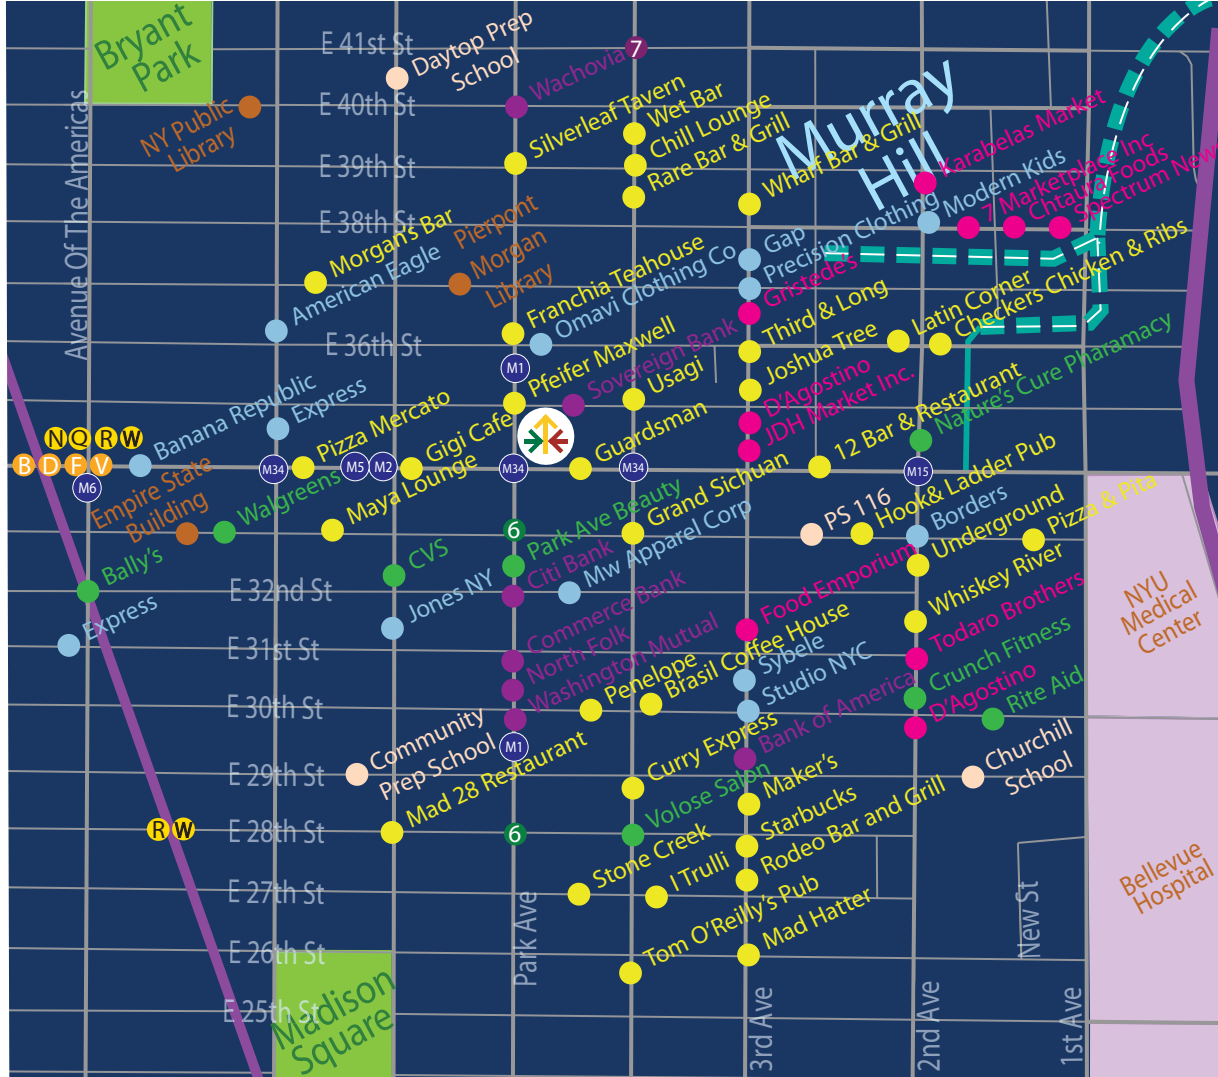 Bryant
Park
E 41st St
Daytop Prep
School
Wachovia
7
E 40th St
NY Public
Library
Silverleaf Tavern
Wet Bar
Chill Lounge
Rare Bar & Grill
Murray
Hill
Wharf Bar & Grill
Karabelas Market
E 39th St
Avenue Of The Americas
E 38th St
Modern Kids
7 Marketplace Inc
Chtaura Foods
Spectrum New
Morgan's Bar
Pierpont
Morgan
Library
American Eagle
Franchia Teahouse
Omavi Clothing Co
Gap
Precision Clothing
Gristede's
Third & Long
Joshua Tree
Latin Corner
Checkers Chicken & Ribs
E 36th St
M1
Pfeifer Maxwell
Sovereign Bank
Usagi
D'Agostino
JDH Market Inc.
Nature's Cure Pharamacy
12 Bar & Restaurant
Banana Republic
Express
Pizza Mercato
Gigi Cafe
Guardsman
N Q R W
B D F V
M6
M34
M5
M2
M34
M34
M15
Empire State
Building
Walgreens
Maya Lounge
Grand Sichuan
PS 116
Hook& Ladder Pub
Borders
Underground
Pizza & Pita
6
Park Ave Beauty
Citi Bank
Mw Apparel Corp
Bally's
CVS
E 32nd St
Whiskey River
NYU
Medical
Center
Express
Jones NY
Food Emporium
Todaro Brothers
E 31st St
Commerce Bank
North Folk
Washington Mutual
Penelope
Brasil Coffee House
Sybele
Studio NYC
Crunch Fitness
D'Agostino
Rite Aid
E 30th St
M1
Community
Prep School
Curry Express
Bank of America
Churchill
School
E 29th St
Mad 28 Restaurant
Volose Salon
Maker's
R W
E 28th St
6
Starbucks
Rodeo Bar and Grill
Stone Creek
I Trulli
Bellevue
Hospital
E 27th St
Tom O'Reilly's Pub
Mad Hatter
Park Ave
New St
E 26th St
Madison
Square
E 25th St
3rd Ave
2nd Ave
1st Ave